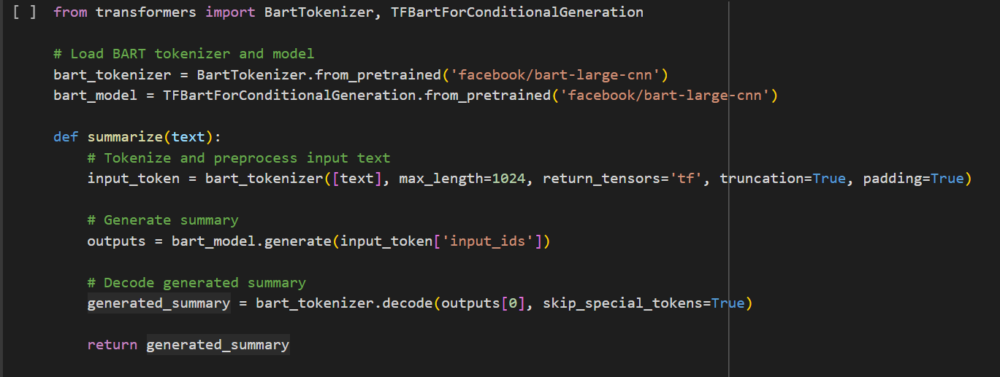 [ ] from transformers import BartTokenizer, TFBartForConditionalGeneration
# Load BART tokenizer and model
bart_tokenizer = BartTokenizer.from_pretrained('facebook/bart-large-cnn')
bart_model = TFBartForConditionalGeneration.from_pretrained('facebook/bart-large-cnn')
def summarize(text):
    # Tokenize and preprocess input text
    input_token = bart_tokenizer([text], max_length=1024, return_tensors='tf', truncation=True, padding=True)
    # Generate summary
    outputs = bart_model.generate(input_token['input_ids'])
    # Decode generated summary
    generated_summary = bart_tokenizer.decode(outputs[0], skip_special_tokens=True)
    return generated_summary